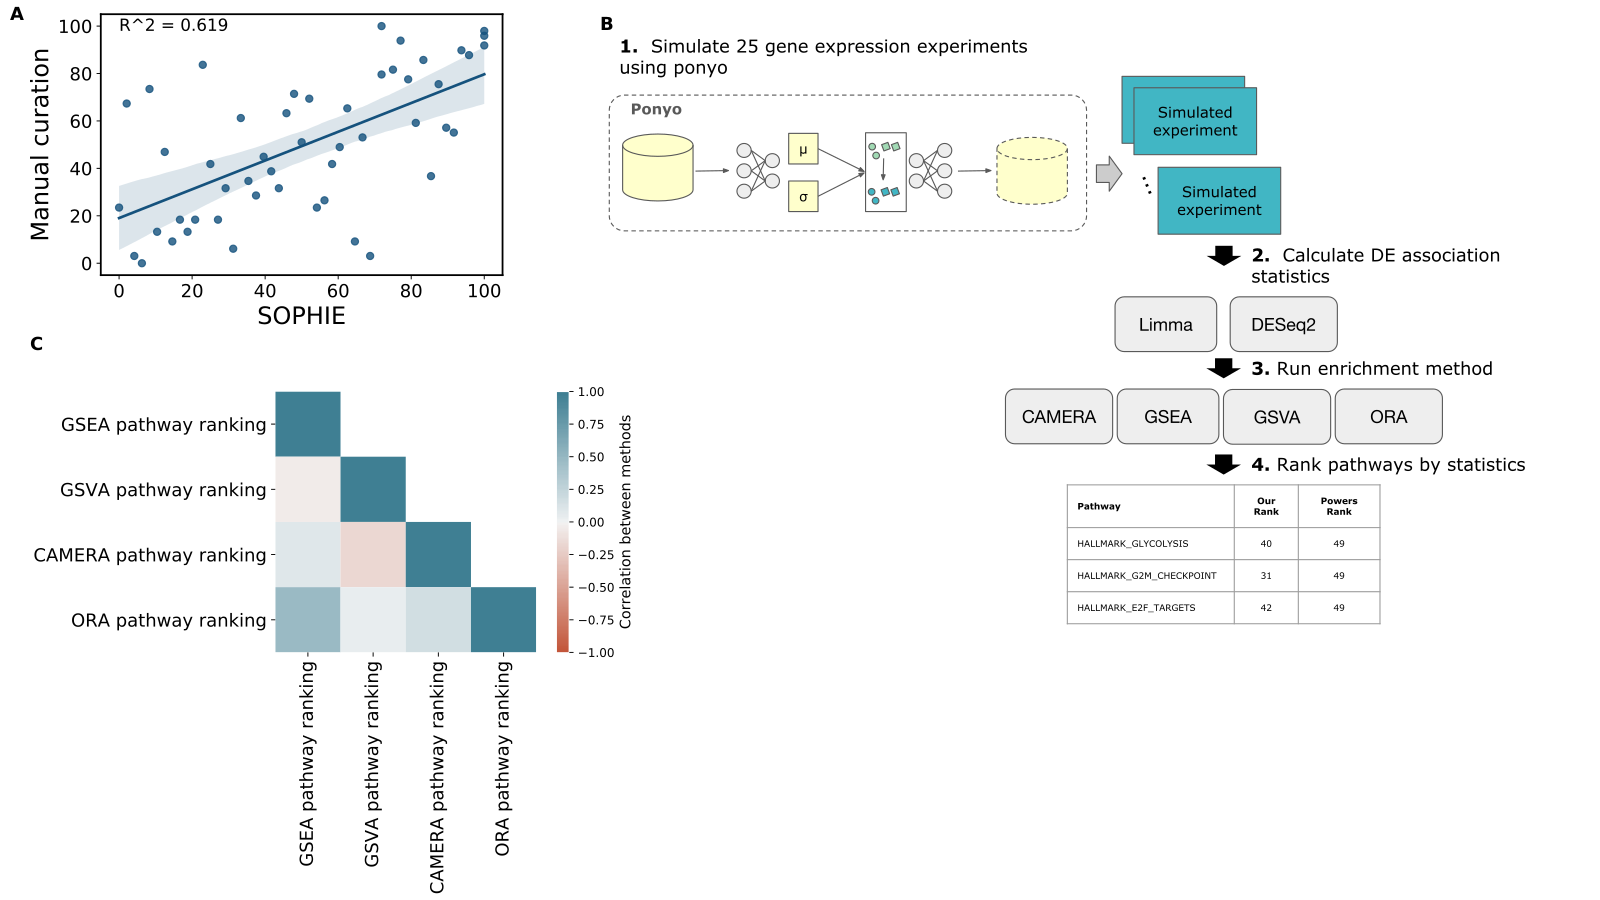 A
R^2 = 0.619
100
80
60
40
20
0
Manual curation
0 20 40 60 80 100
SOPHIE
B
1. Simulate 25 gene expression experiments
using ponyo
Ponyo
μ
σ
Simulated
experiment
...
Simulated
experiment
2. Calculate DE association
statistics
Limma DESeq2
3. Run enrichment method
CAMERA GSEA GSVA ORA
4. Rank pathways by statistics
Pathway Our Rank Powers Rank
HALLMARK_GLYCOLYSIS 40 49
HALLMARK_G2M_CHECKPOINT 31 49
HALLMARK_E2F_TARGETS 42 49
C
GSEA pathway ranking
GSVA pathway ranking
CAMERA pathway ranking
ORA pathway ranking
GSEA pathway ranking
GSVA pathway ranking
CAMERA pathway ranking
ORA pathway ranking
1.00
0.75
0.50
0.25
0.00
−0.25
−0.50
−0.75
−1.00
Correlation between methods